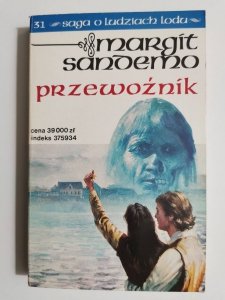 31 saga o ludziach lodu
margit
sandemo
przewoźnik
cena 39 000 zł
indeks 375934